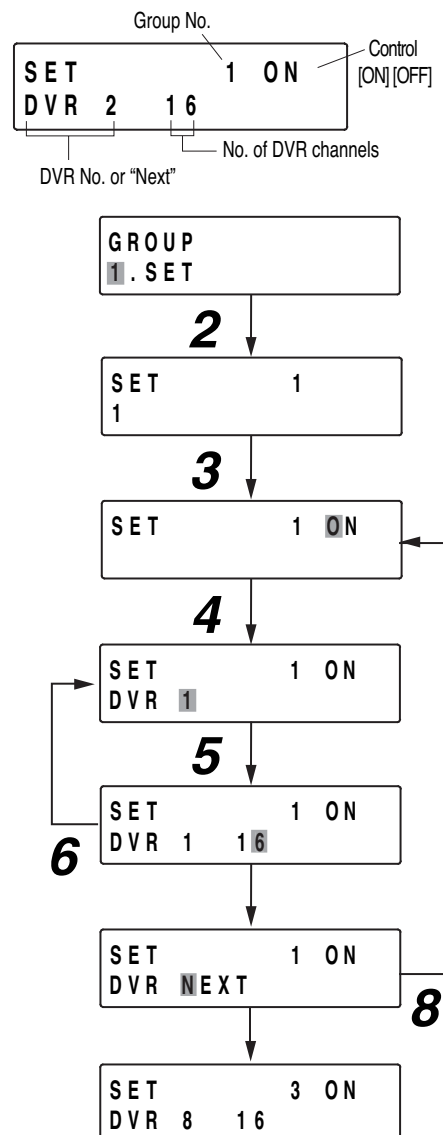 Group No.
Control
[ON] [OFF]
SET 1 ON
DVR 2 16
No. of DVR channels
DVR No. or “Next”
GROUP
1.SET
2
SET 1
1
3
SET 1 ON
4
SET 1 ON
DVR 1
5
SET 1 ON
DVR 1 16
6
SET 1 ON
DVR NEXT
8
SET 3 ON
DVR 8 16